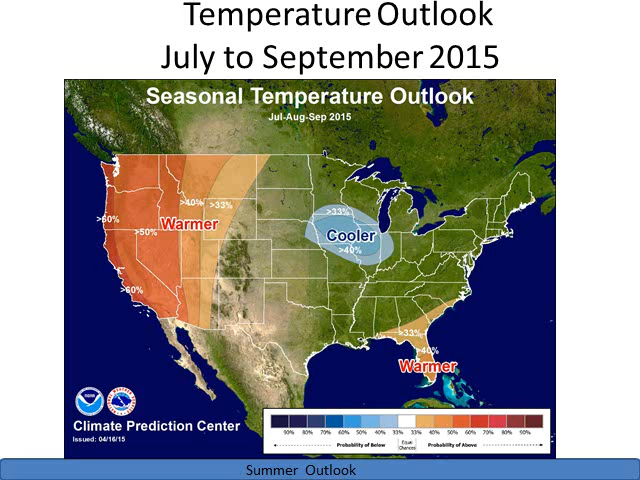 Temperature Outlook
July to September 2015
Seasonal Temperature Outlook
Jul-Aug-Sep 2015
>40%
>33%
>33%
>60%
Warmer
>50%
Cooler
>40%
>60%
>33%
>40%
Warmer
NOAA
Climate Prediction Center
Issued: 04/16/15
90% 80% 70% 60% 50% 40% 33% 33% 40% 50% 60% 70% 80% 90%
Probability of Below Equal Chances Probability of Above
Summer Outlook